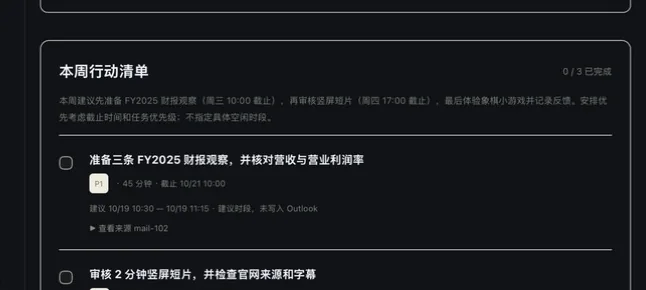 本周行动清单
0 / 3 已完成
本周建议先准备 FY2025 财报观察（周三 10:00 截止），再审核竖屏短片（周四 17:00 截止），最后体验象棋小游戏并记录反馈。安排优
先考虑截止时间和任务优先级：不指定具体空闲时段。
准备三条 FY2025 财报观察，并核对营收与营业利润率
P1 · 45 分钟 · 截止 10/21 10:00
建议 10/19 10:30 — 10/19 11:15 · 建议时段，未写入 Outlook
▶ 查看来源 mail-102
审核 2 分钟竖屏短片，并检查官网来源和字幕